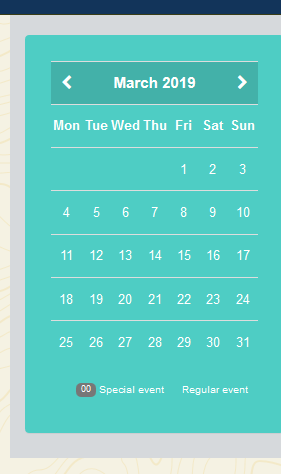 March 2019
Mon Tue Wed Thu Fri Sat Sun
1 2 3
4 5 6 7 8 9 10
11 12 13 14 15 16 17
18 19 20 21 22 23 24
25 26 27 28 29 30 31
00 Special event Regular event